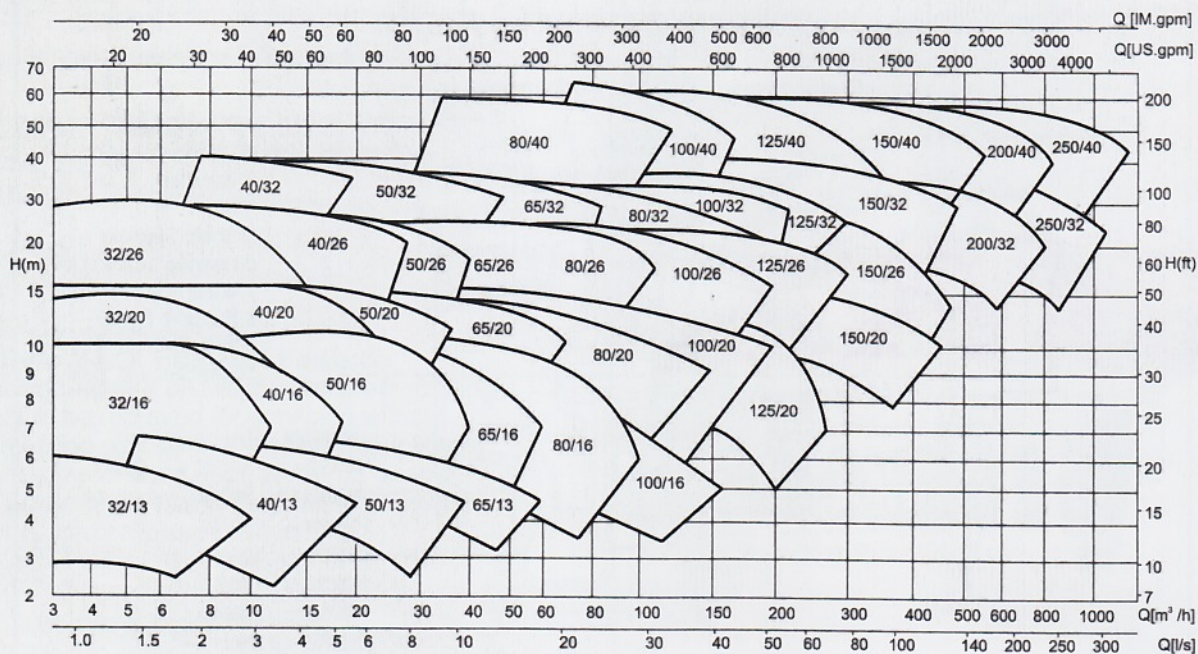 Q [IM.gpm]
20 30 40 50 60 80 100 150 200 300 400 500 600 800 1000 1500 2000 3000
Q[US.gpm]
20 30 40 50 60 80 100 150 200 300 400 600 800 1000 1500 2000 3000 4000
70
60 200
50 150
80/40 100/40 125/40 150/40 200/40 250/40
40
40/32 50/32 65/32 80/32 100/32 125/32 150/32 200/32 250/32
100
30 80
32/26 40/26 50/26 65/26 80/26 100/26 125/26 150/26
20
H(m) 60 H(ft)
15 50
32/20 40/20 50/20 65/20 80/20 100/20 125/20 150/20
40
10
9 30
8 25
32/16 40/16 50/16 65/16 80/16 100/16
7
6 20
5
32/13 40/13 50/13 65/13
4 15
3 10
2 7
3 4 5 6 8 10 15 20 30 40 50 60 80 100 150 200 300 400 500 600 800 1000 Q[m³ /h]
1.0 1.5 2 3 4 5 6 8 10 20 30 40 50 60 80 100 140 200 250 300 Q[l/s]